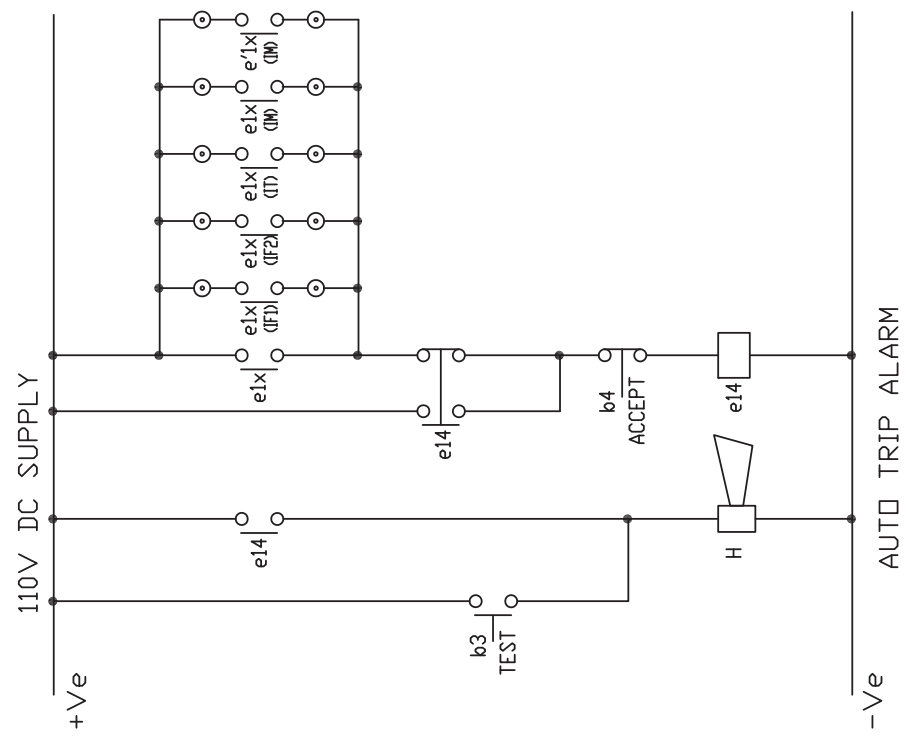 110V DC SUPPLY
+Ve
e14
e1x
e1x
(IF1)
e1x
(IF2)
e1x
(IT)
e1x
(IM)
e'1x
(IM)
e14
b3
TEST
b4
ACCEPT
H
e14
-Ve
AUTO TRIP ALARM